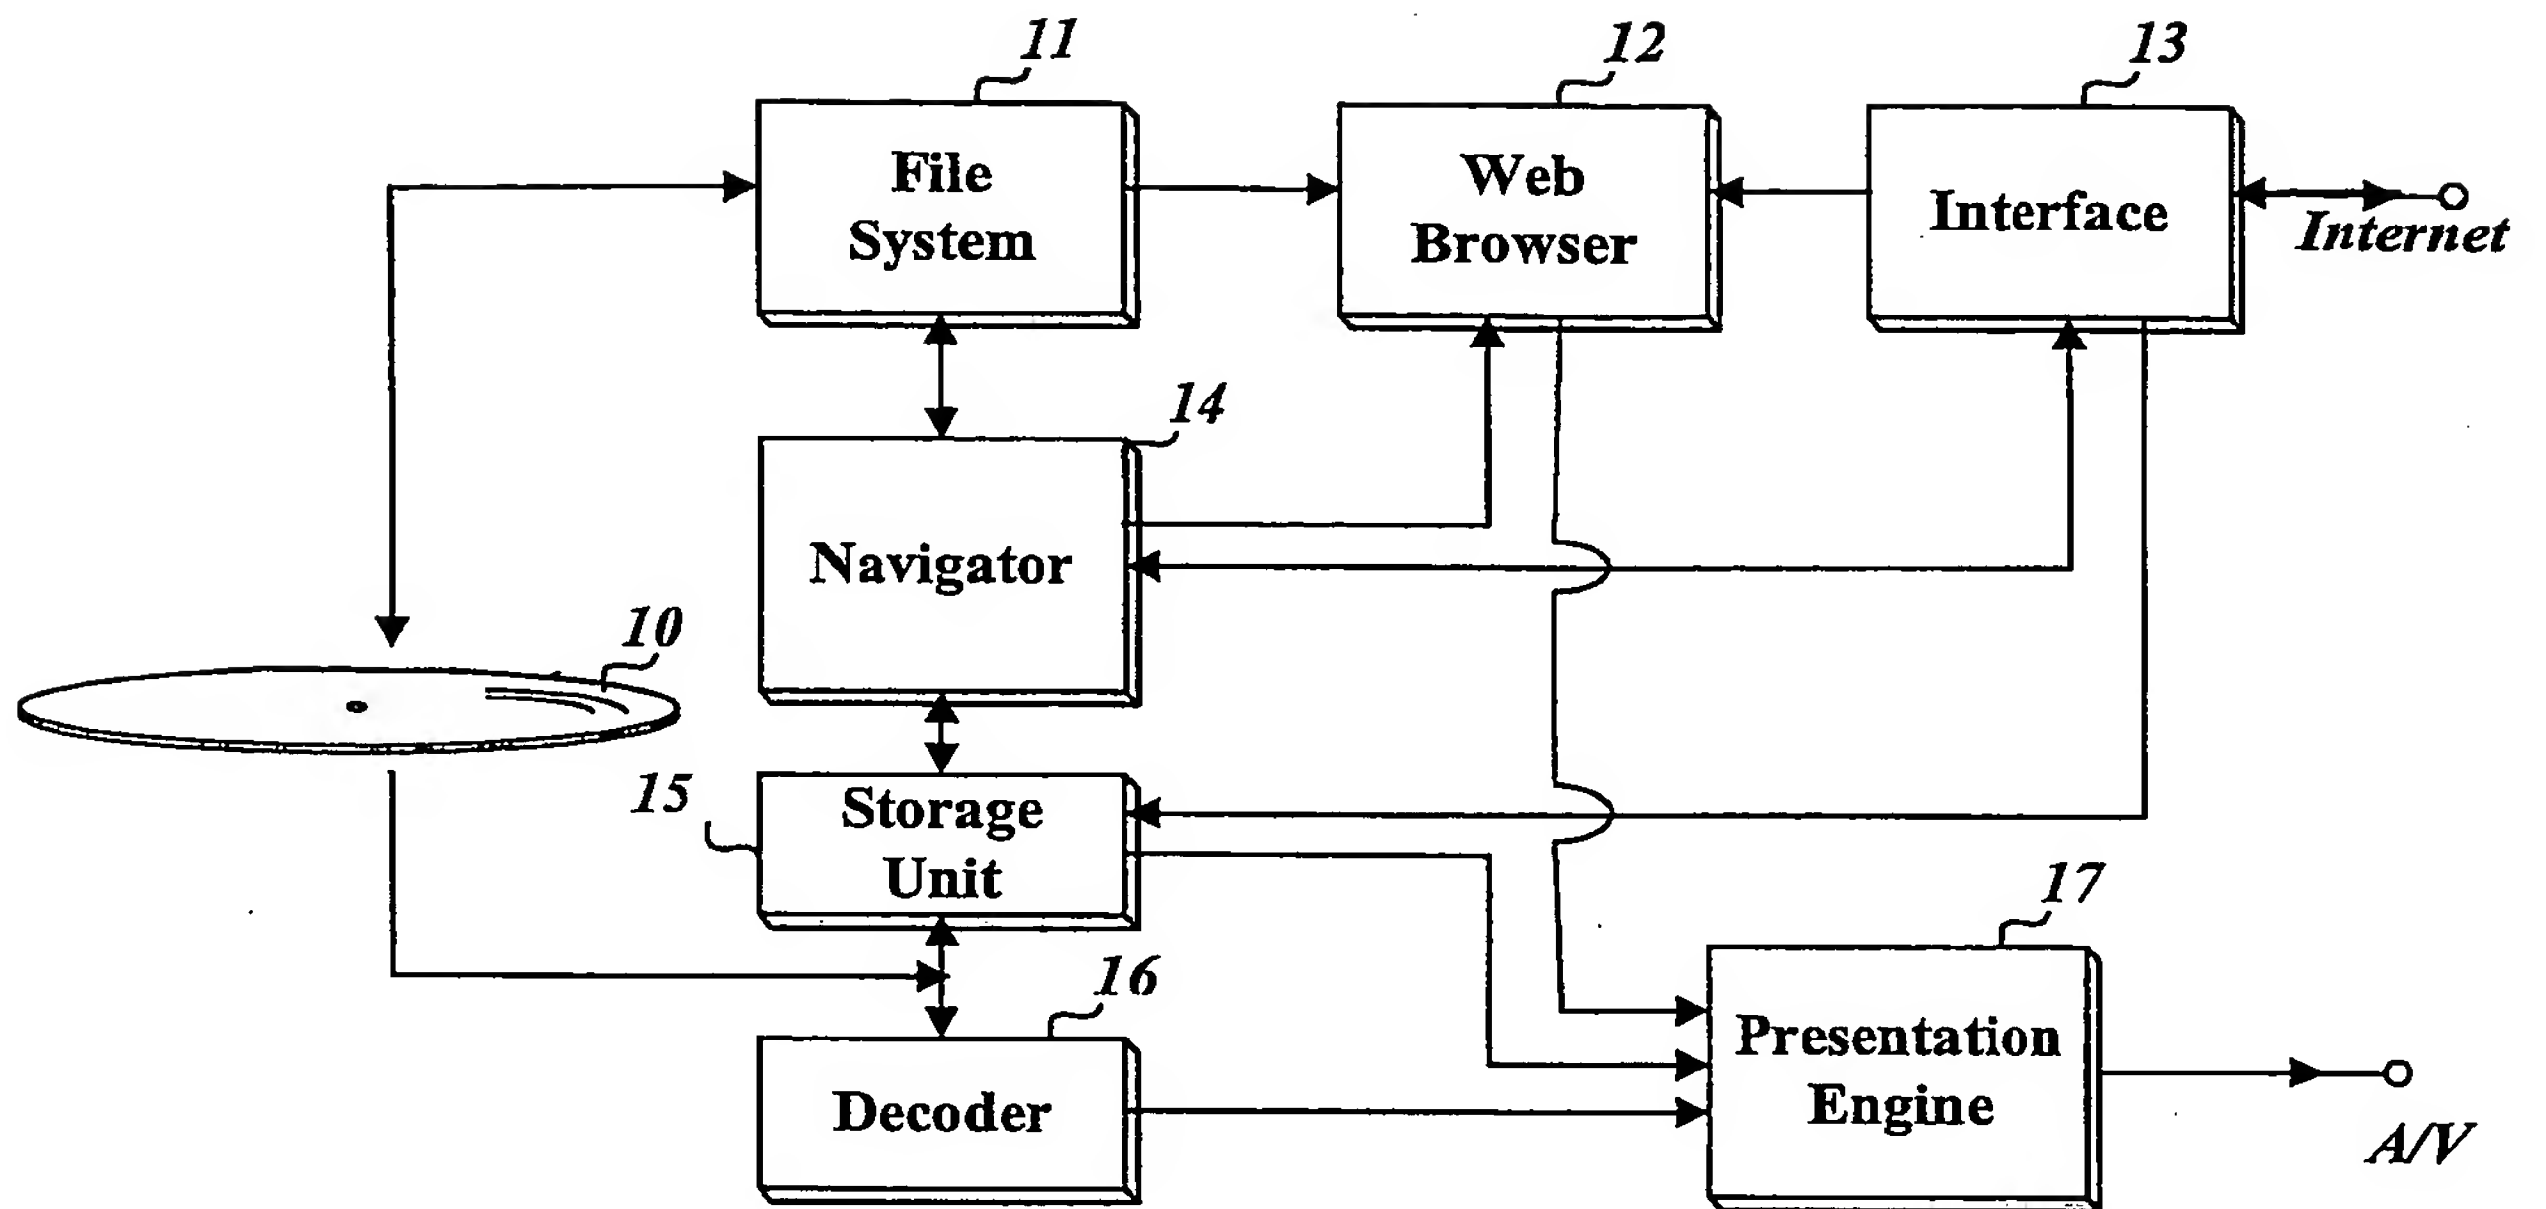 11
12
13
File
System
Web
Browser
Interface
Internet
14
Navigator
10
15
Storage
Unit
17
16
Presentation
Engine
Decoder
A/V